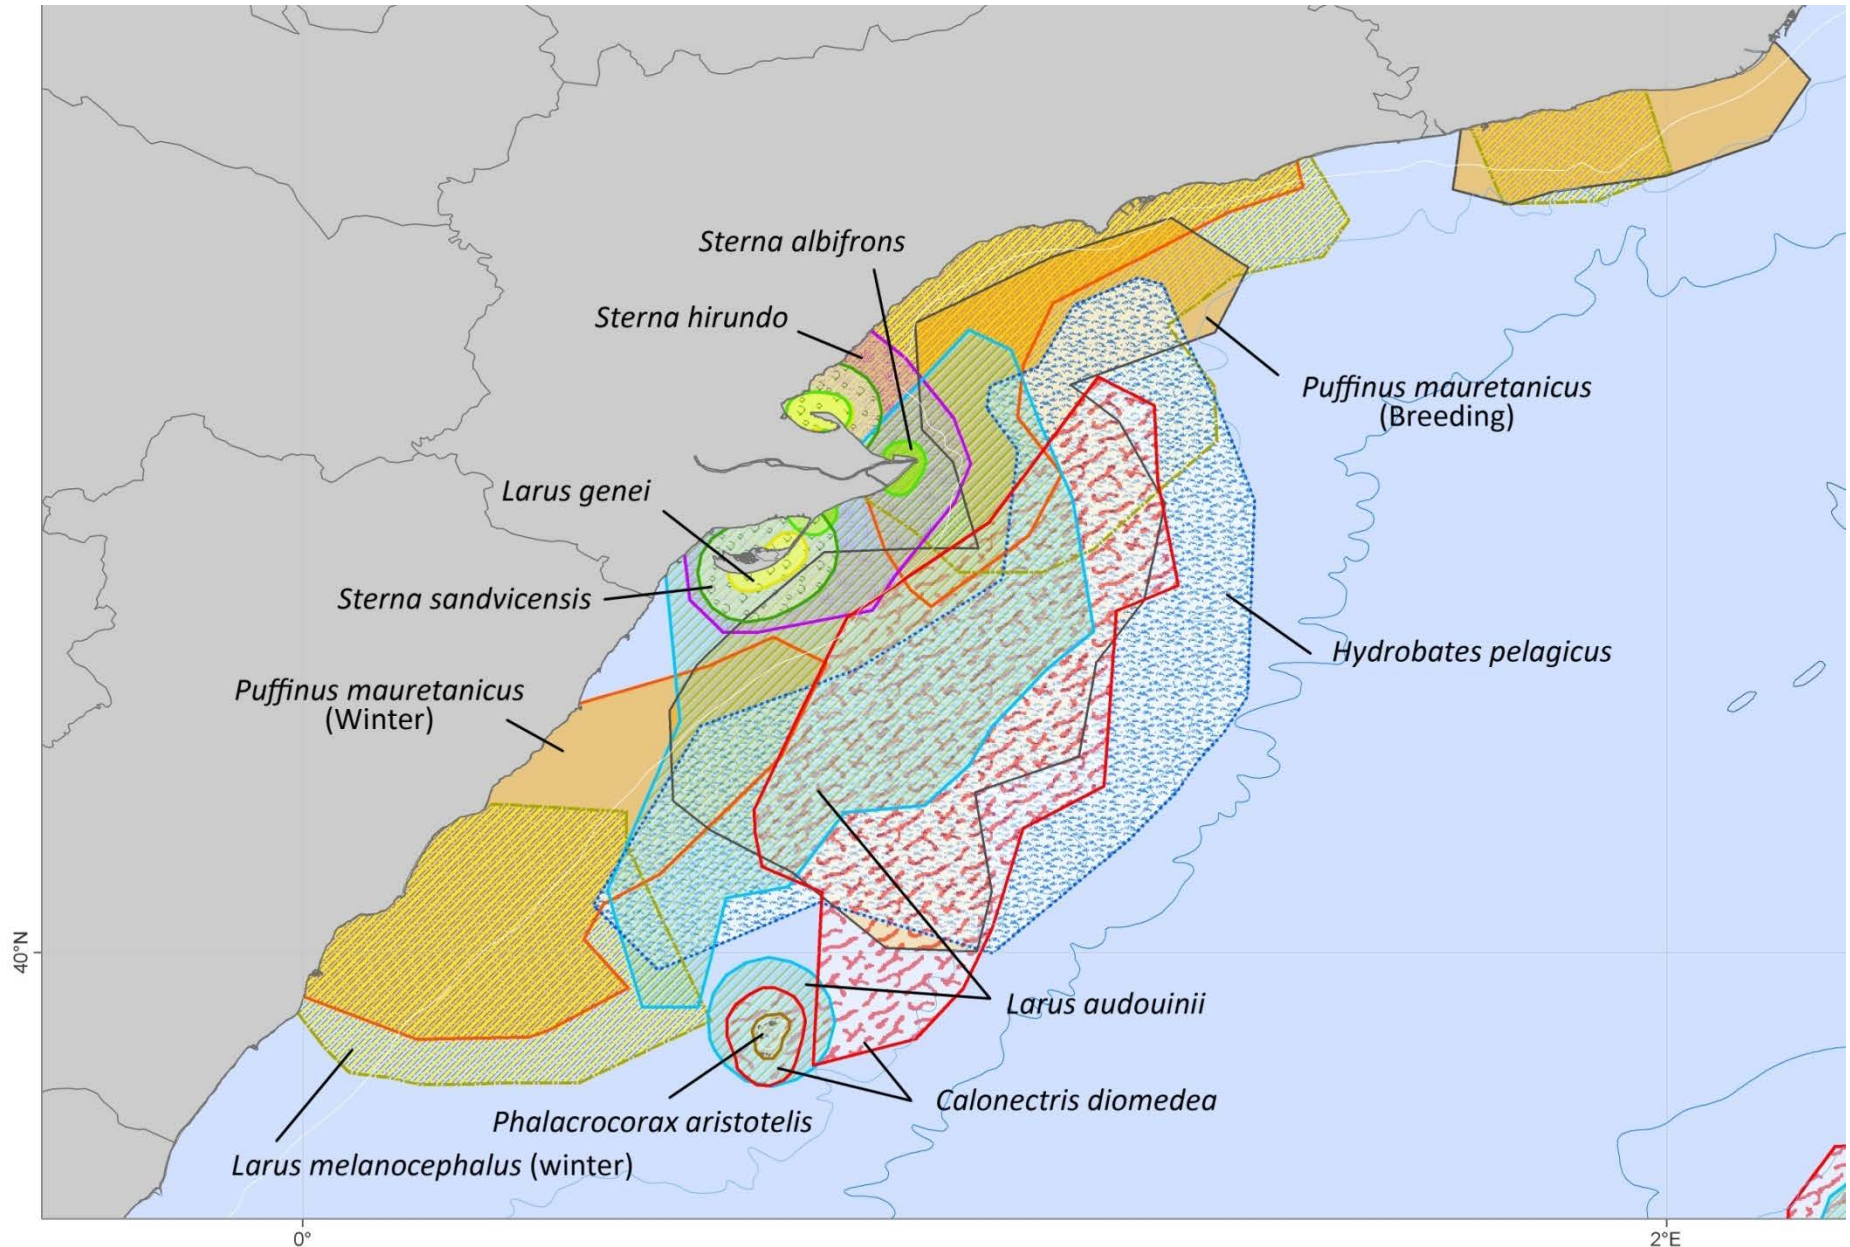 Sterna albifrons
Sterna hirundo
Puffinus mauretanicus
(Breeding)
Larus genei
Sterna sandvicensis
Hydrobates pelagicus
Puffinus mauretanicus
(Winter)
40°N
Larus audouinii
Calonectris diomedea
Phalacrocorax aristotelis
Larus melanocephalus (winter)
0°
2°E